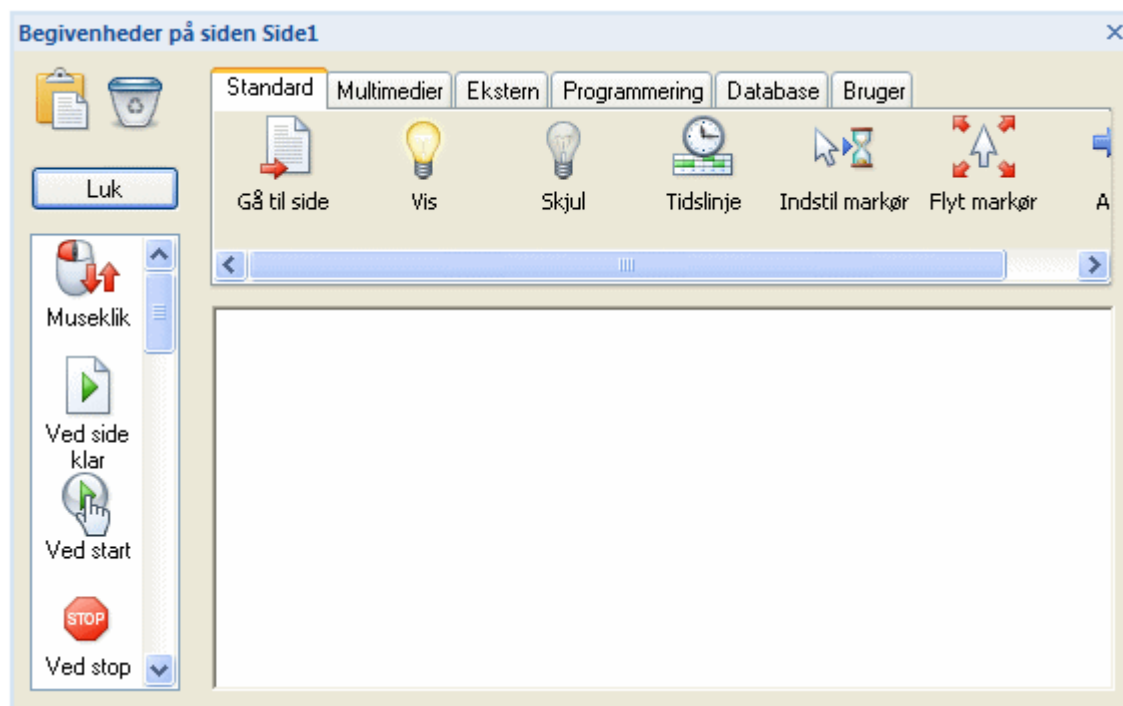 Begivenheder på siden Side1
Standard Multimedier Ekstern Programmering Database Bruger
Gå til side Vis Skjul Tidslinje Indstil markør Flyt markør A
Luk
Museklik
Ved side
klar
Ved start
STOP
Ved stop